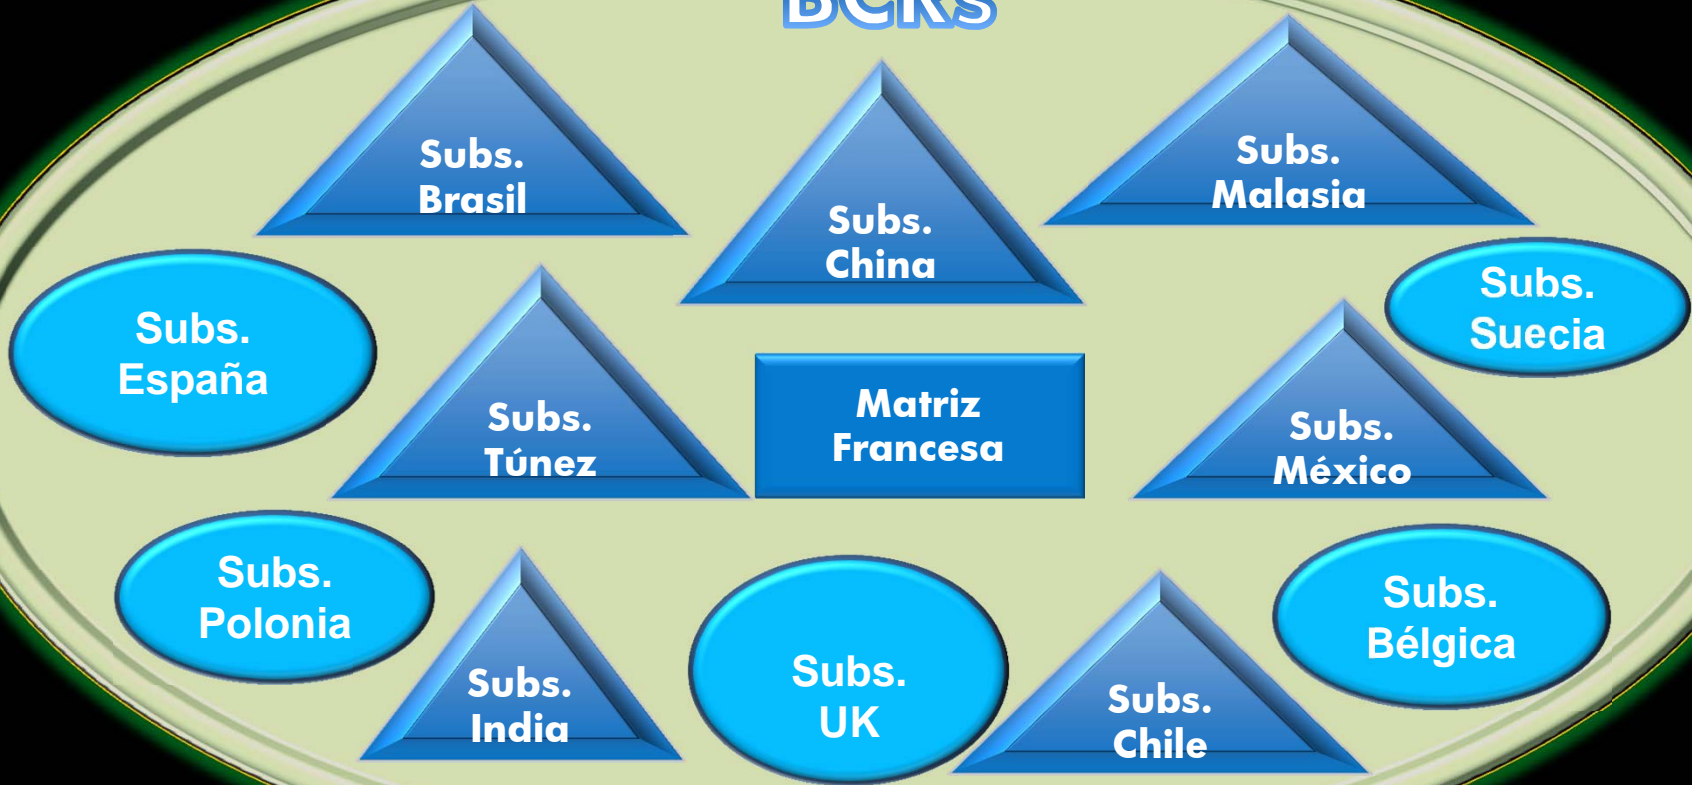 BCRs
Subs.
Brasil
Subs.
China
Subs.
Malasia
Subs.
España
Subs.
Túnez
Matriz
Francesa
Subs.
México
Subs.
Suecia
Subs.
Polonia
Subs.
India
Subs.
UK
Subs.
Chile
Subs.
Bélgica